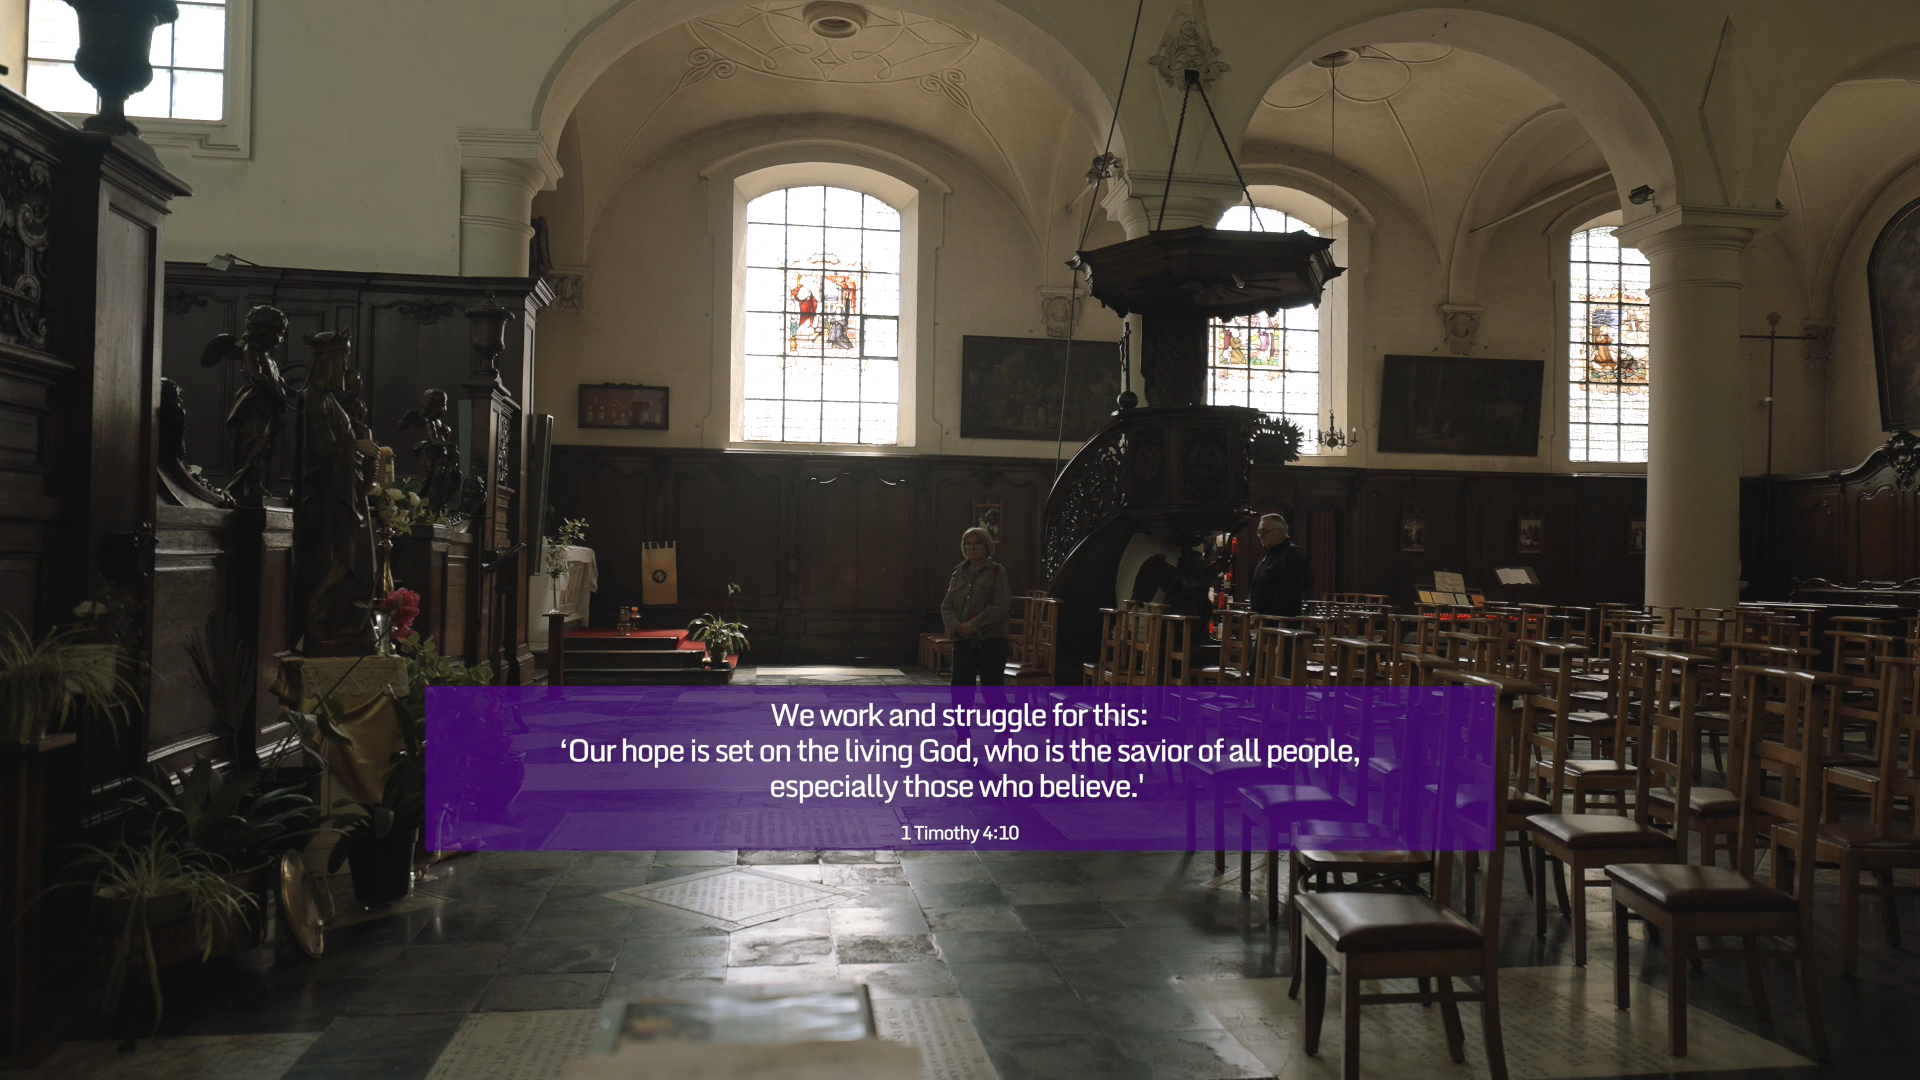 We work and struggle for this:
‘Our hope is set on the living God, who is the savior of all people,
especially those who believe.'
1 Timothy 4:10